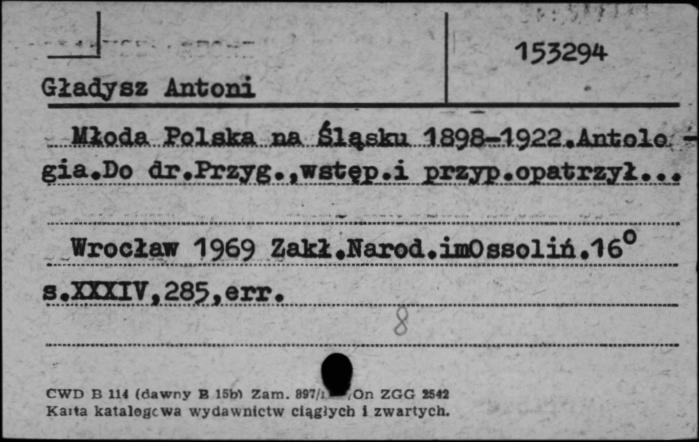 153294
Gładysz Antoni
Młoda Polska na Śląsku 1898-1922.Antolo-
gia.Do dr.Przyg.,wstęp.i przyp.opatrzył...
Wrocław 1969 Zakł.Narod.imOssoliń.16°
s.XXXIV,285,err.
8
CWD B 114 (dawny B 15b) Zam. 897/ /On ZGG 2542
Karta katalogowa wydawnictw ciągłych i zwartych.